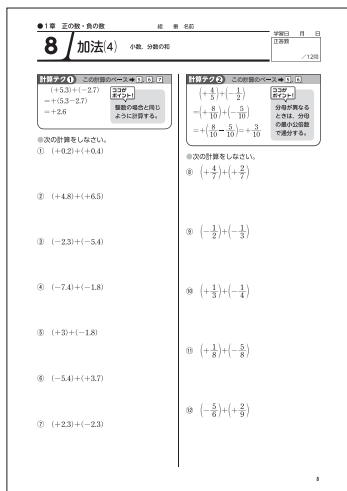 ●1章 正の数・負の数
組 番 名前
学習日 月 日
8 加法(4) 小数，分数の和
正答数
/12問
計算テク❶ この計算のベース➡5 6 7
(+5.3)+(−2.7)
=+(5.3−2.7)
=+2.6
ココがポイント！
整数の場合と同じ
ように計算する。
◎次の計算をしなさい。
① (+0.2)+(+0.4)
② (+4.8)+(+6.5)
③ (−2.3)+(−5.4)
④ (−7.4)+(−1.8)
⑤ (+3)+(−1.8)
⑥ (−5.4)+(+3.7)
⑦ (+2.3)+(−2.3)
計算テク❷ この計算のベース➡5 6
(+4/5)+(−1/2)
=(+8/10)+(−5/10)
=+(8/10−5/10)=+3/10
ココがポイント！
分母が異なる
ときは，分母
の最小公倍数
で通分する。
◎次の計算をしなさい。
⑧ (+4/7)+(+2/7)
⑨ (−1/2)+(−1/3)
⑩ (+1/3)+(−1/4)
⑪ (+1/8)+(−5/8)
⑫ (−5/6)+(+2/9)
8